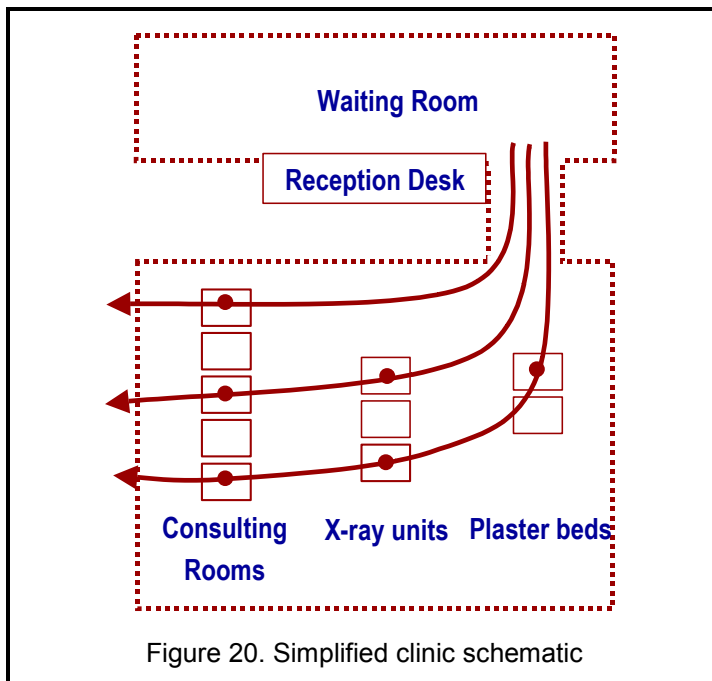 Waiting Room
Reception Desk
Consulting
Rooms
X-ray units
Plaster beds
Figure 20. Simplified clinic schematic